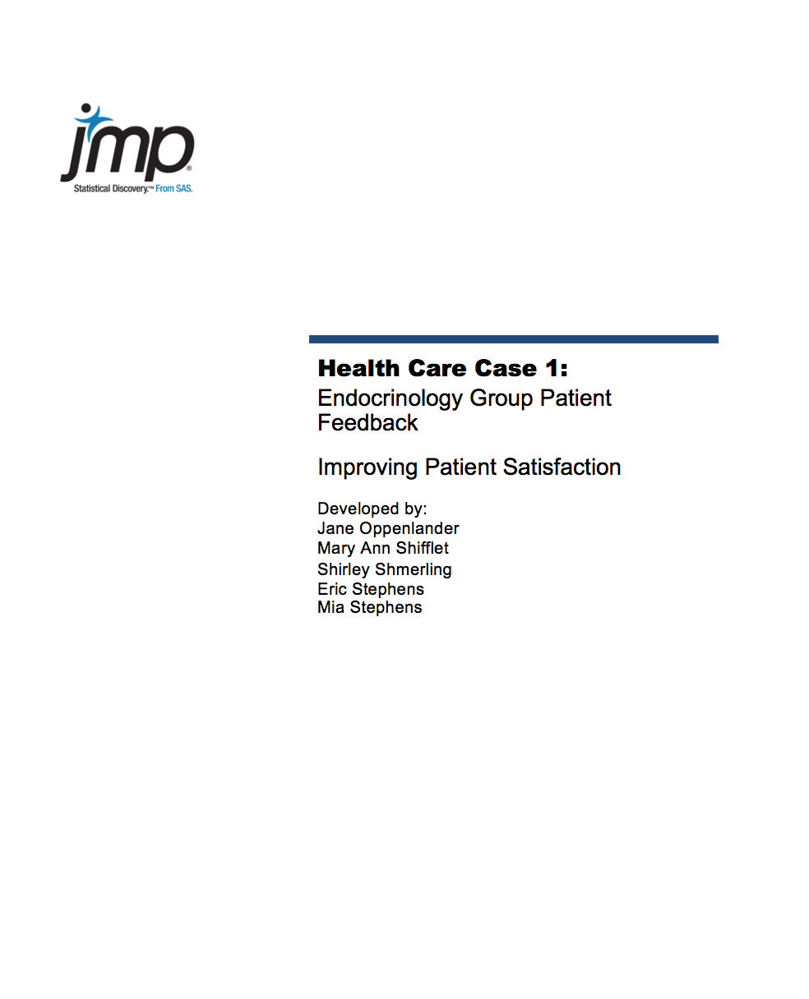 jmp®
Statistical Discovery.™ From SAS.
Health Care Case 1:
Endocrinology Group Patient
Feedback
Improving Patient Satisfaction
Developed by:
Jane Oppenlander
Mary Ann Shifflet
Shirley Shmerling
Eric Stephens
Mia Stephens